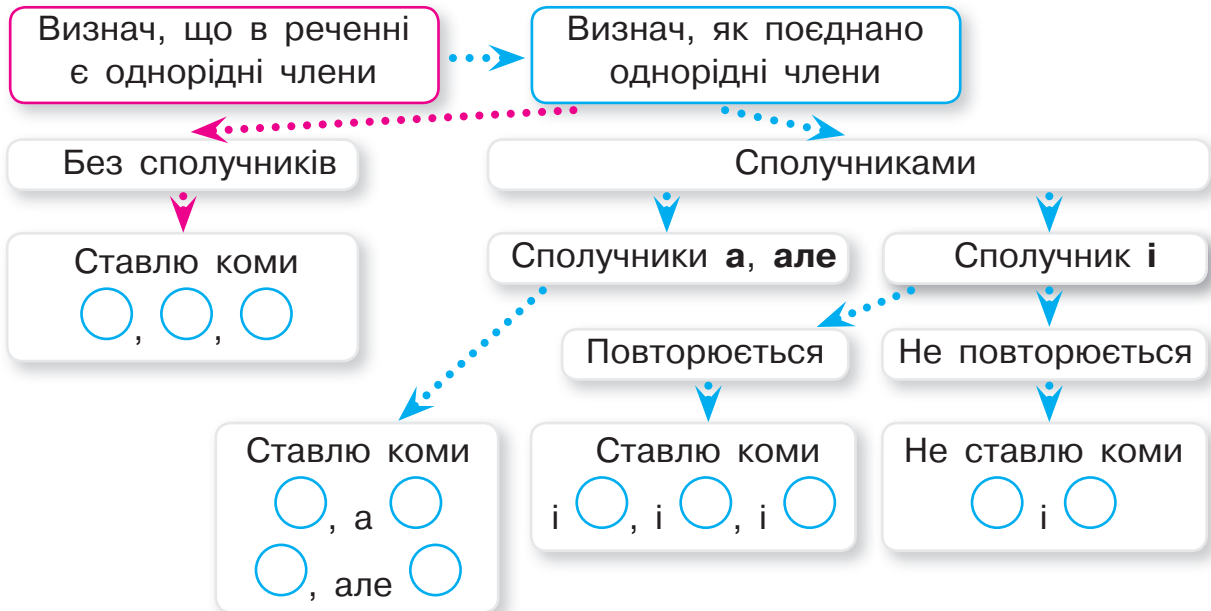 Визнач, що в реченні
є однорідні члени
Визнач, як поєднано
однорідні члени
Без сполучників
Сполучниками
Ставлю коми
, ,
Сполучники а, але
Сполучник і
Повторюється
Не повторюється
Ставлю коми
, а
, але
Ставлю коми
і , і , і
Не ставлю коми
і